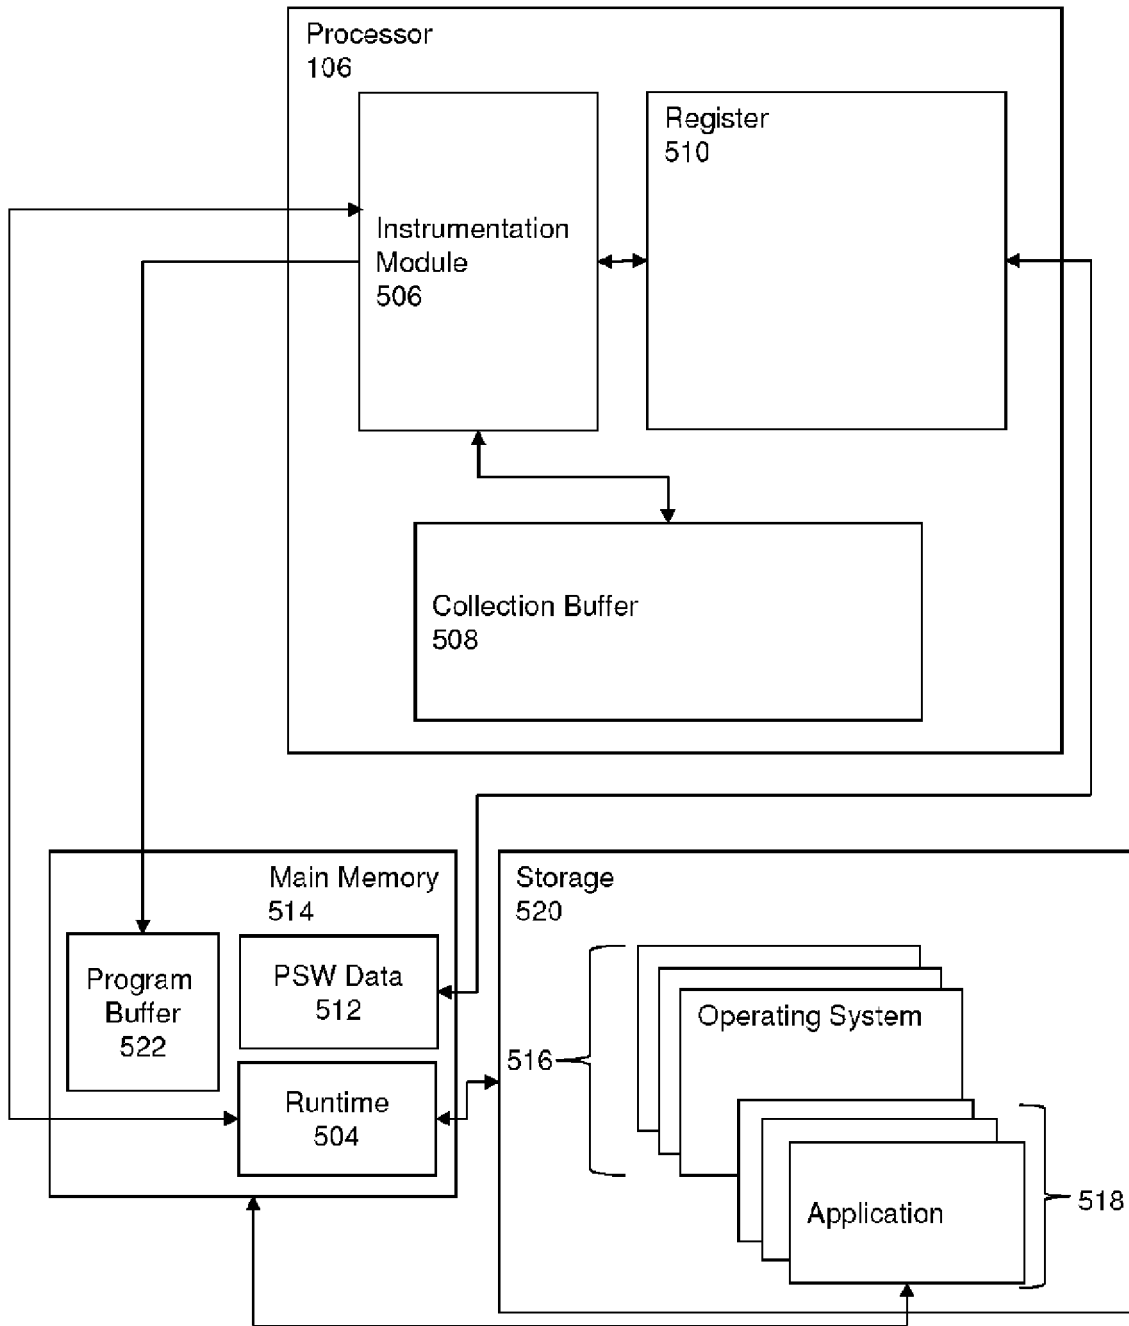 Processor
106
Register
510
Instrumentation
Module
506
Collection Buffer
508
Main Memory
514
Program
Buffer
522
PSW Data
512
Runtime
504
Storage
520
Operating System
516
Application
518